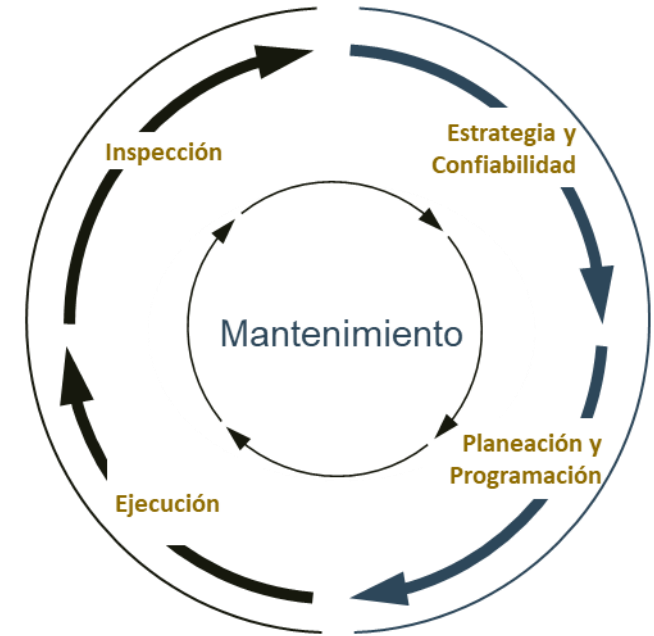 Estrategia y
Confiabilidad
Inspección
Mantenimiento
Planeación y
Programación
Ejecución